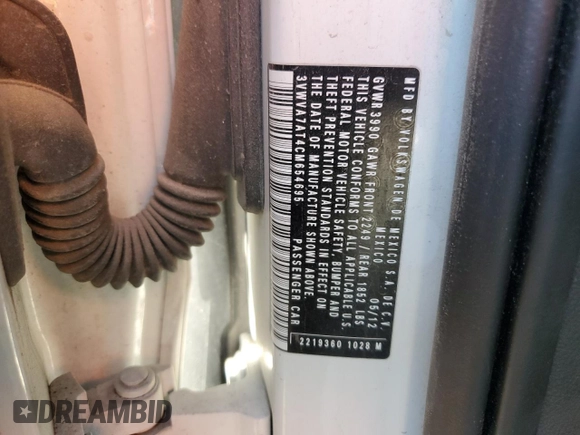 MFD BY VOLKSWAGEN DE MEXICO S.A. DE C.V.
MEXICO 05/12
GVWR 3990 GAWR FRONT 2249 / REAR 1852 LBS
THIS VEHICLE CONFORMS TO ALL APPLICABLE U.S.
FEDERAL MOTOR VEHICLE SAFETY, BUMPER AND
THEFT PREVENTION STANDARDS IN EFFECT ON
THE DATE OF MANUFACTURE SHOWN ABOVE.
3VWVA7AT4CM654695 PASSENGER CAR
2219360 1028 M
DREAMBID